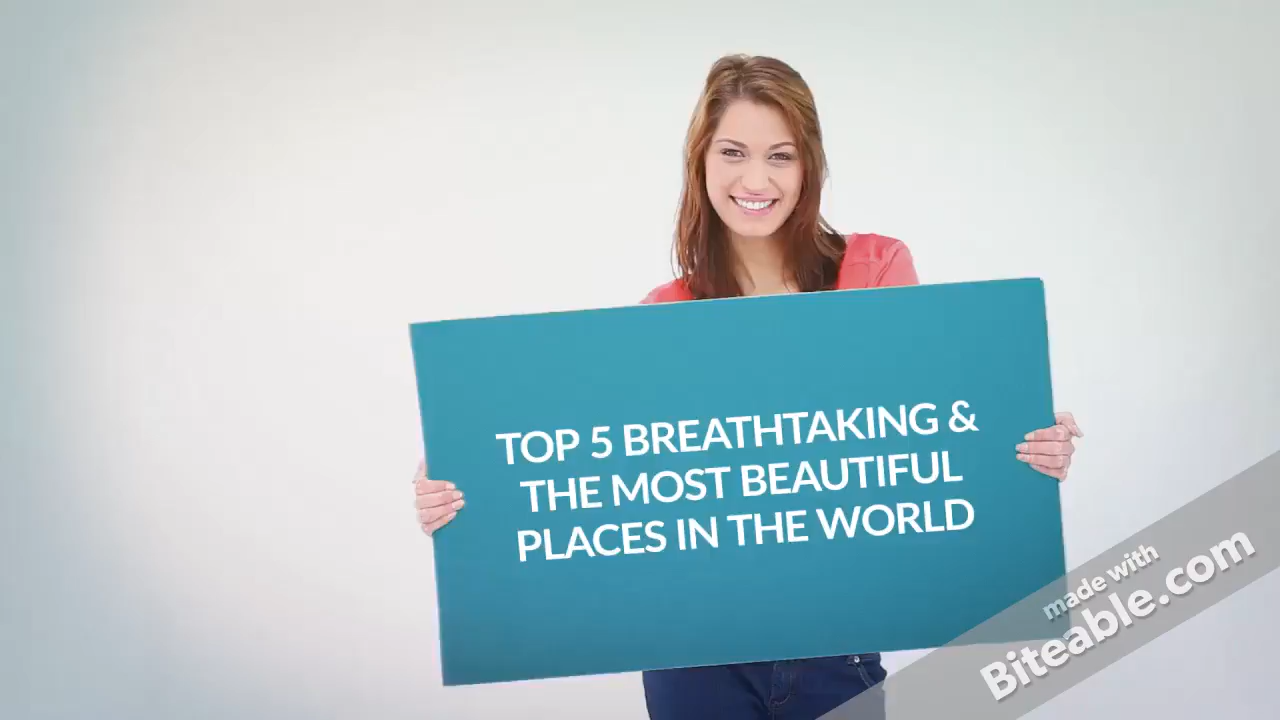 TOP 5 BREATHTAKING &
THE MOST BEAUTIFUL
PLACES IN THE WORLD
made with
Biteable.com